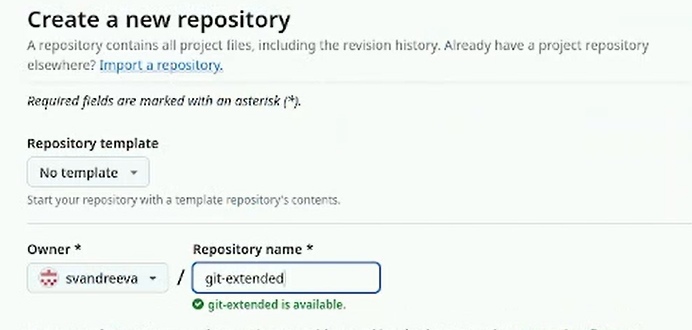 Create a new repository
A repository contains all project files, including the revision history. Already have a project repository
elsewhere? Import a repository.
Required fields are marked with an asterisk (*).
Repository template
No template
Start your repository with a template repository's contents.
Owner * Repository name *
svandreeva / git-extended
git-extended is available.